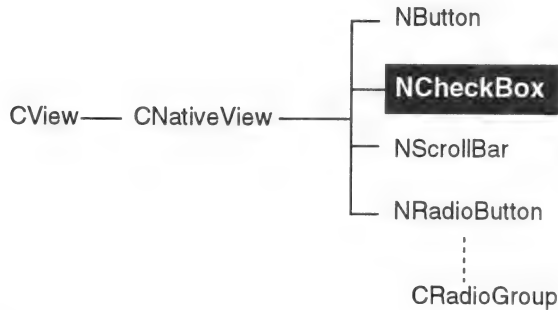 NButton
NCheckBox
CView CNativeView
NScrollBar
NRadioButton
CRadioGroup